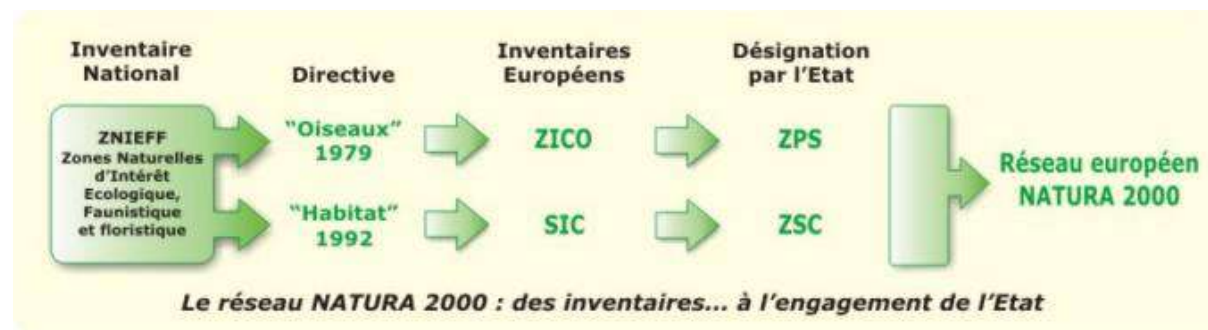 Inventaire
National
Directive
Inventaires
Européens
Désignation
par l'Etat
ZNIEFF
Zones Naturelles
d'Intérêt
Ecologique,
Faunistique
et floristique
"Oiseaux"
1979
ZICO
ZPS
"Habitat"
1992
SIC
ZSC
Réseau européen
NATURA 2000
Le réseau NATURA 2000 : des inventaires... à l'engagement de l'Etat